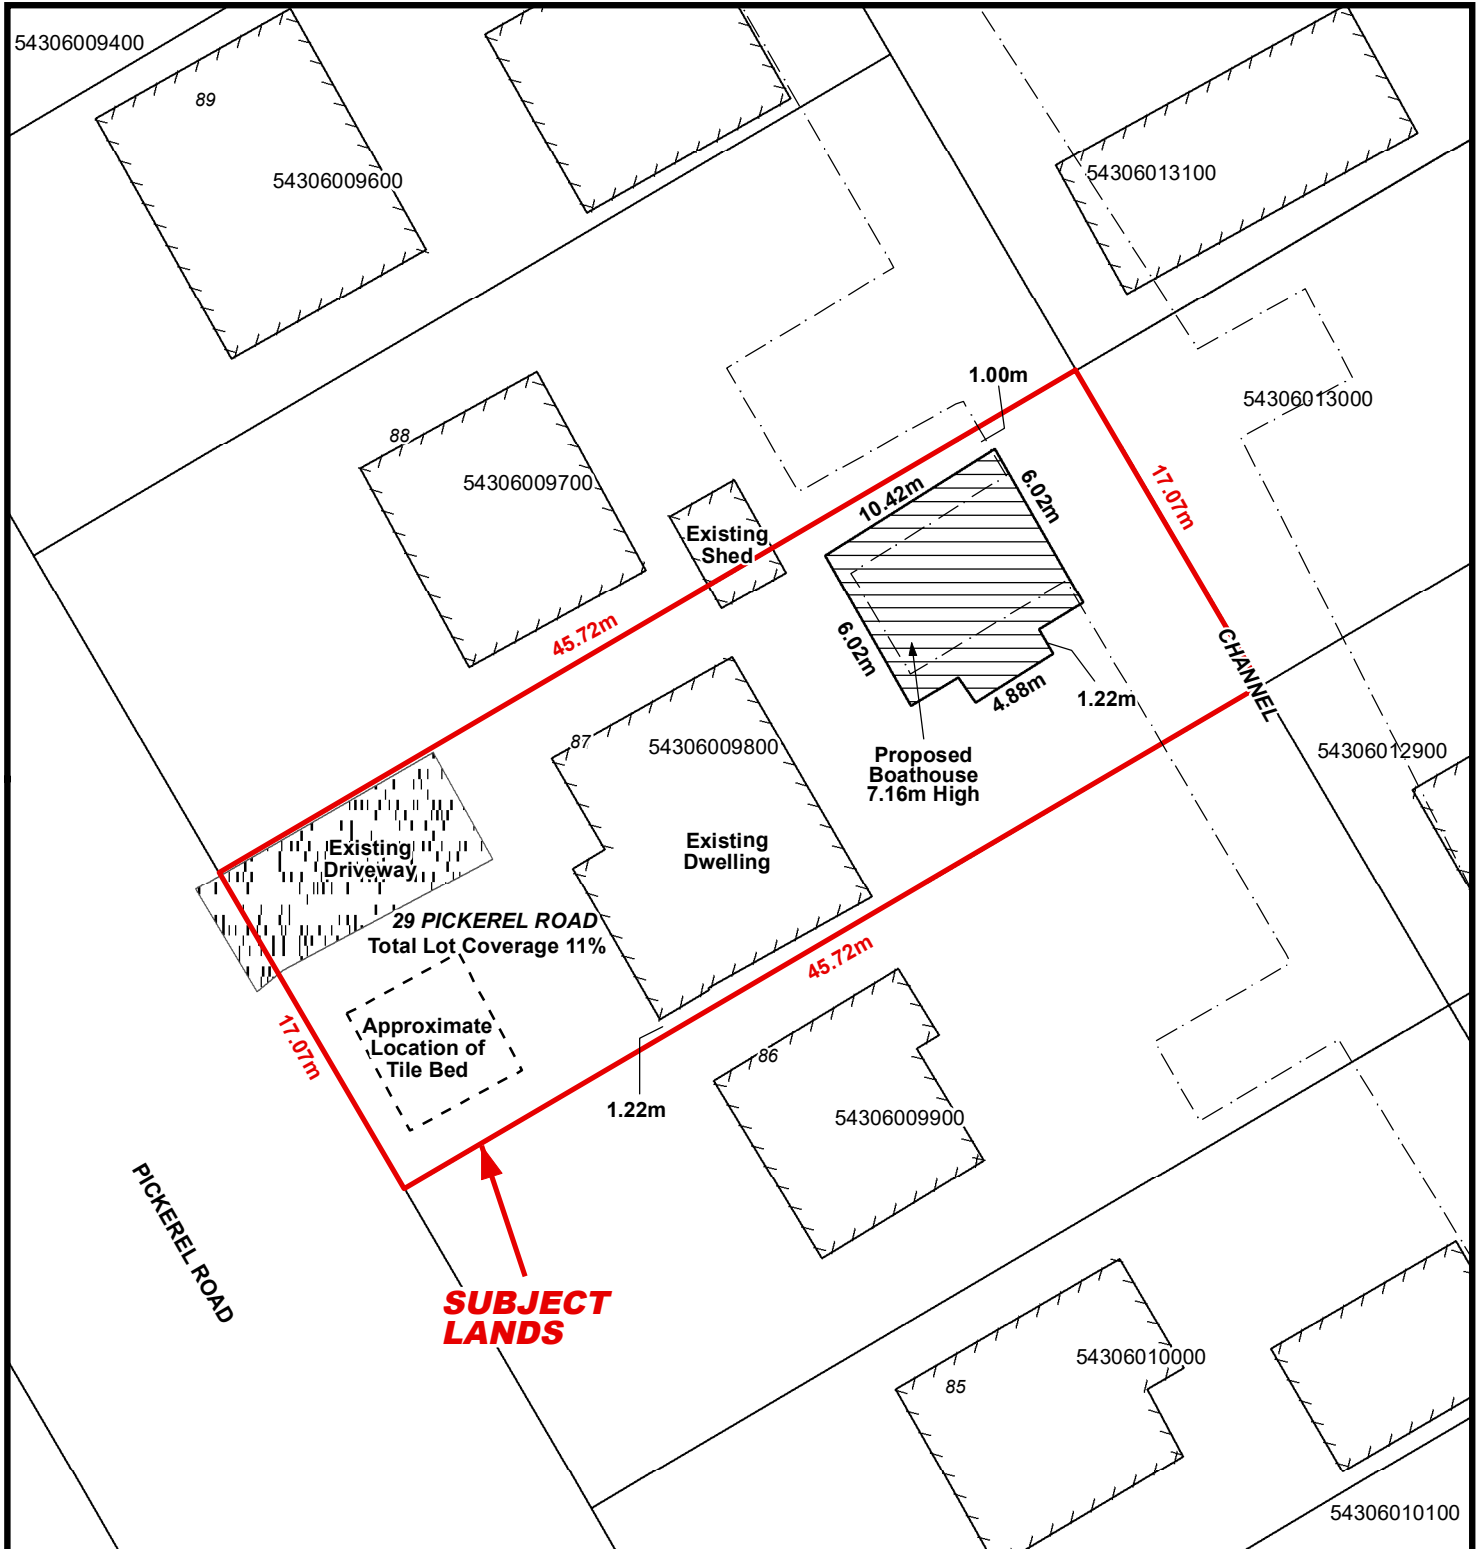 54306009400
89
54306009600
54306013100
1.00m
54306013000
88
54306009700
10.42m
6.02m
17.07m
Existing
Shed
45.72m
6.02m
CHANNEL
4.88m
1.22m
87
54306009800
Proposed
Boathouse
7.16m High
54306012900
Existing
Driveway
Existing
Dwelling
29 PICKEREL ROAD
Total Lot Coverage 11%
45.72m
17.07m
Approximate
Location of
Tile Bed
86
1.22m
54306009900
PICKEREL ROAD
SUBJECT
LANDS
54306010000
85
54306010100